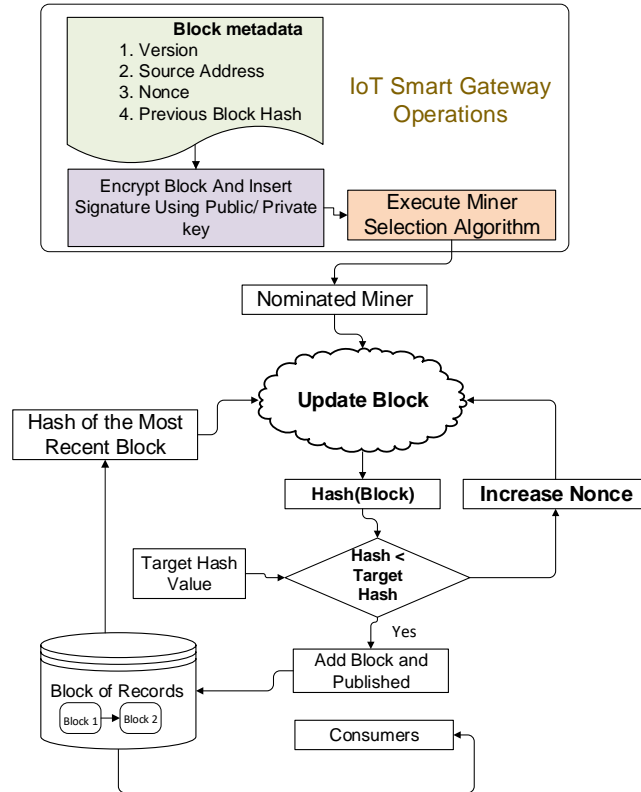 Block metadata
1. Version
2. Source Address
3. Nonce
4. Previous Block Hash
IoT Smart Gateway
Operations
Encrypt Block And Insert
Signature Using Public/ Private
key
Execute Miner
Selection Algorithm
Nominated Miner
Update Block
Hash of the Most
Recent Block
Hash(Block)
Increase Nonce
Target Hash
Value
Hash <
Target
Hash
Yes
Add Block and
Published
Block of Records
Block 1
Block 2
Consumers